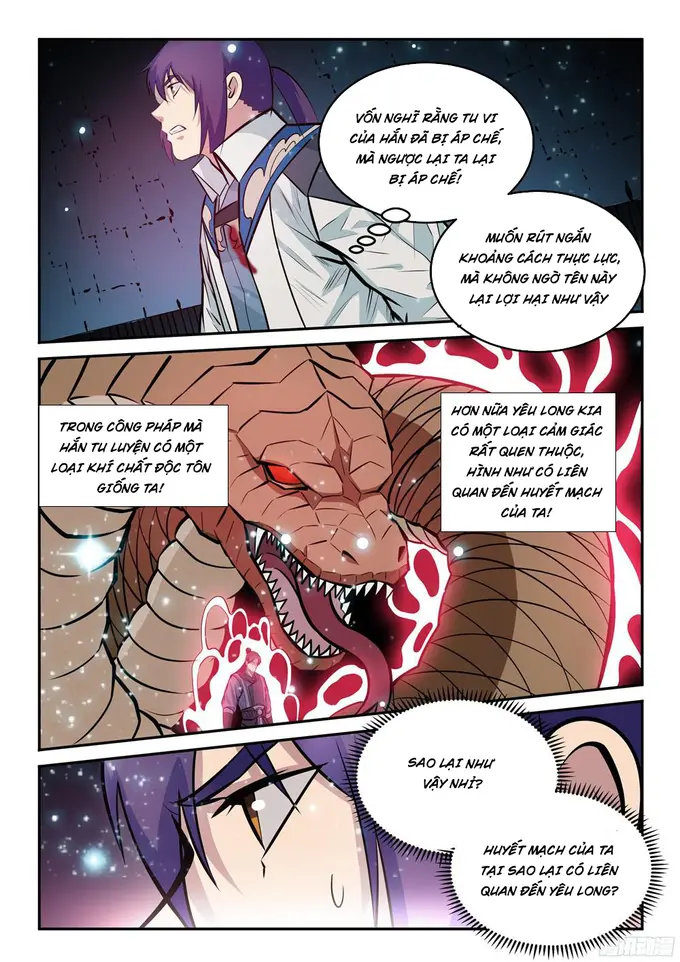 VỐN NGHĨ RẰNG TU VI
CỦA HẮN ĐÃ BỊ ÁP CHẾ,
MÀ NGƯỢC LẠI TA LẠI
BỊ ÁP CHẾ!
MUỐN RÚT NGẮN
KHOẢNG CÁCH THỰC LỰC,
MÀ KHÔNG NGỜ TÊN NÀY
LẠI LỢI HẠI NHƯ VẬY
TRONG CÔNG PHÁP MÀ
HẮN TU LUYỆN CÓ MỘT
LOẠI KHÍ CHẤT ĐỘC TÔN
GIỐNG TA!
HƠN NỮA YÊU LONG KIA
CÓ MỘT LOẠI CẢM GIÁC
RẤT QUEN THUỘC,
HÌNH NHƯ CÓ LIÊN
QUAN ĐẾN HUYẾT MẠCH
CỦA TA!
SAO LẠI NHƯ
VẬY NHỈ?
HUYẾT MẠCH CỦA TA
TẠI SAO LẠI CÓ LIÊN
QUAN ĐẾN YÊU LONG?